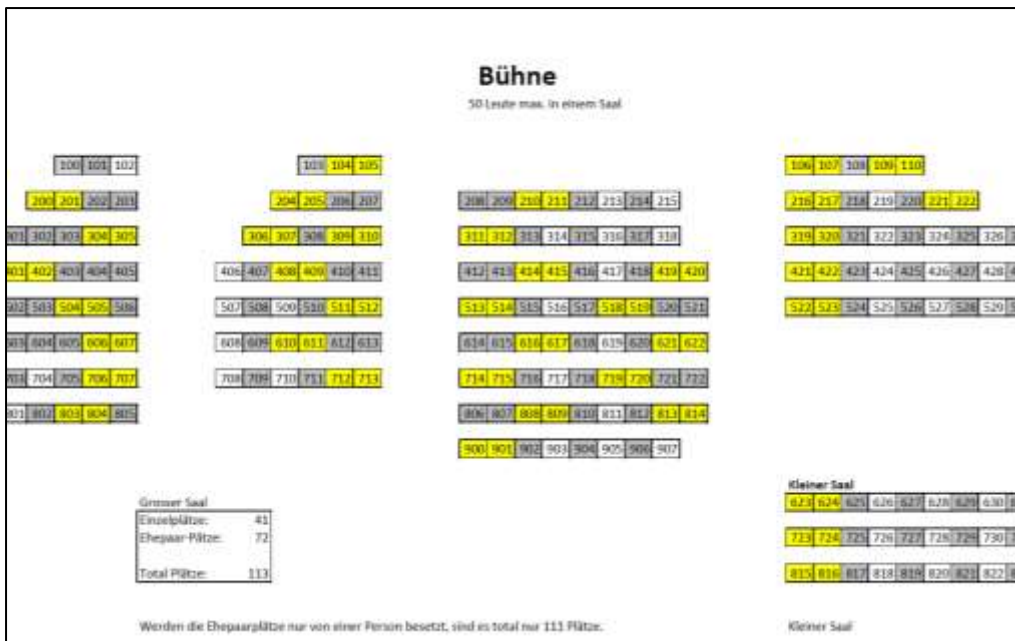 Bühne
50 Leute max. in einem Saal
100 101 102 103 104 105 106 107 108 109 110
200 201 202 203 204 205 206 207 208 209 210 211 212 213 214 215 216 217 218 219 220 221 222
301 302 303 304 305 306 307 308 309 310 311 312 313 314 315 316 317 318 319 320 321 322 323 324 325 326
401 402 403 404 405 406 407 408 409 410 411 412 413 414 415 416 417 418 419 420 421 422 423 424 425 426 427 428
502 503 504 505 506 507 508 509 510 511 512 513 514 515 516 517 518 519 520 521 522 523 524 525 526 527 528 529
603 604 605 606 607 608 609 610 611 612 613 614 615 616 617 618 619 620 621 622
703 704 705 706 707 708 709 710 711 712 713 714 715 716 717 718 719 720 721 722
801 802 803 804 805 806 807 808 809 810 811 812 813 814
900 901 902 903 904 905 906 907
Kleiner Saal
623 624 625 626 627 628 629 630
723 724 725 726 727 728 729 730
815 816 817 818 819 820 821 822
Grosser Saal
Einzelplätze: 41
Ehepaar-Pätze: 72
Total Plätze: 113
Werden die Ehepaarplätze nur von einer Person besetzt, sind es total nur 111 Plätze.
Kleiner Saal